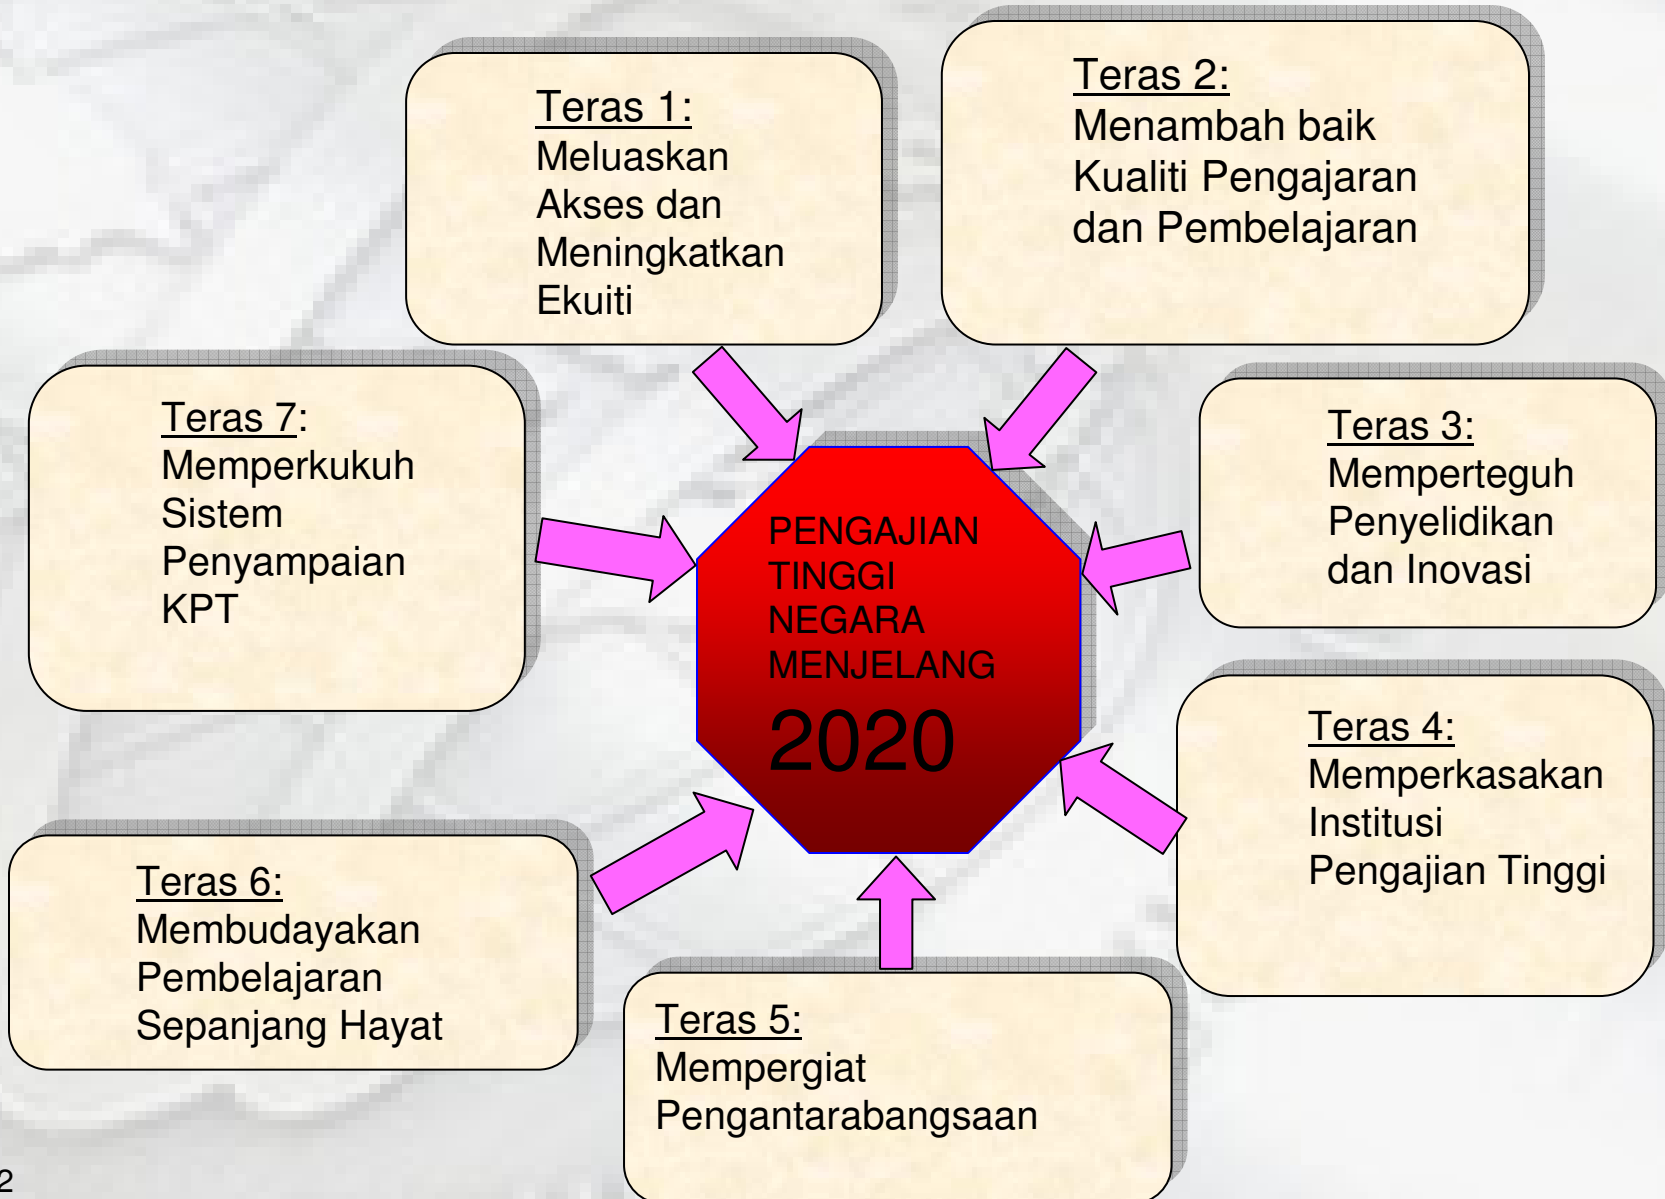 Teras 1:
Meluaskan
Akses dan
Meningkatkan
Ekuiti
Teras 2:
Menambah baik
Kualiti Pengajaran
dan Pembelajaran
Teras 3:
Memperteguh
Penyelidikan
dan Inovasi
Teras 4:
Memperkasakan
Institusi
Pengajian Tinggi
Teras 5:
Mempergiat
Pengantarabangsaan
Teras 6:
Membudayakan
Pembelajaran
Sepanjang Hayat
Teras 7:
Memperkukuh
Sistem
Penyampaian
KPT
PENGAJIAN
TINGGI
NEGARA
MENJELANG
2020
2